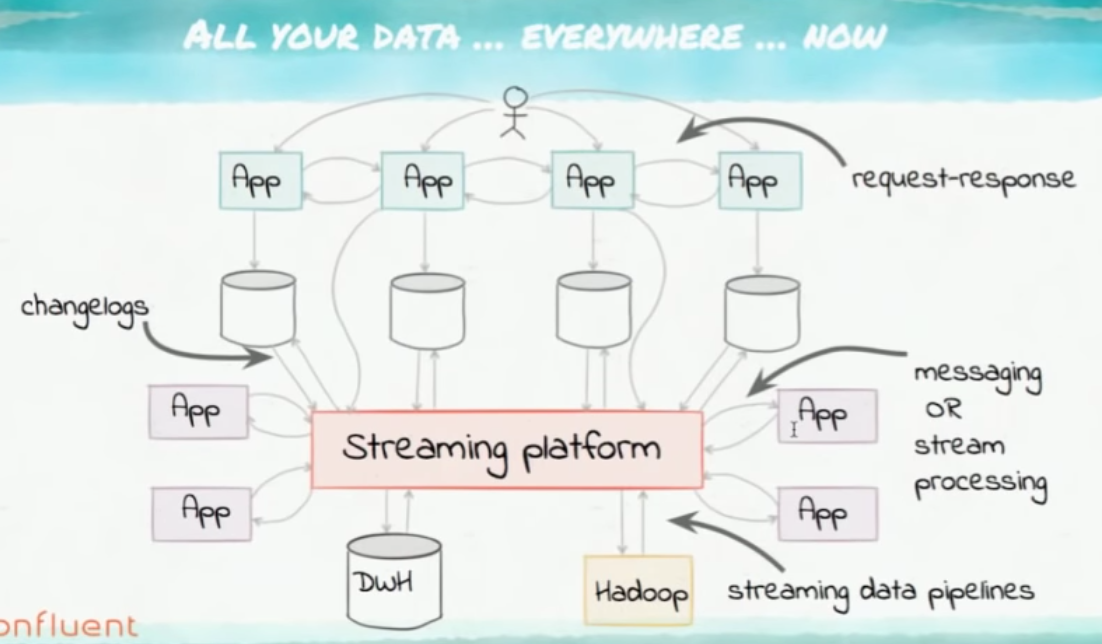 ALL YOUR DATA ... EVERYWHERE ... NOW
App
App
App
App
request-response
changelogs
App
Streaming platform
App
messaging
OR
stream
processing
App
App
DWH
Hadoop
streaming data pipelines
onfluent